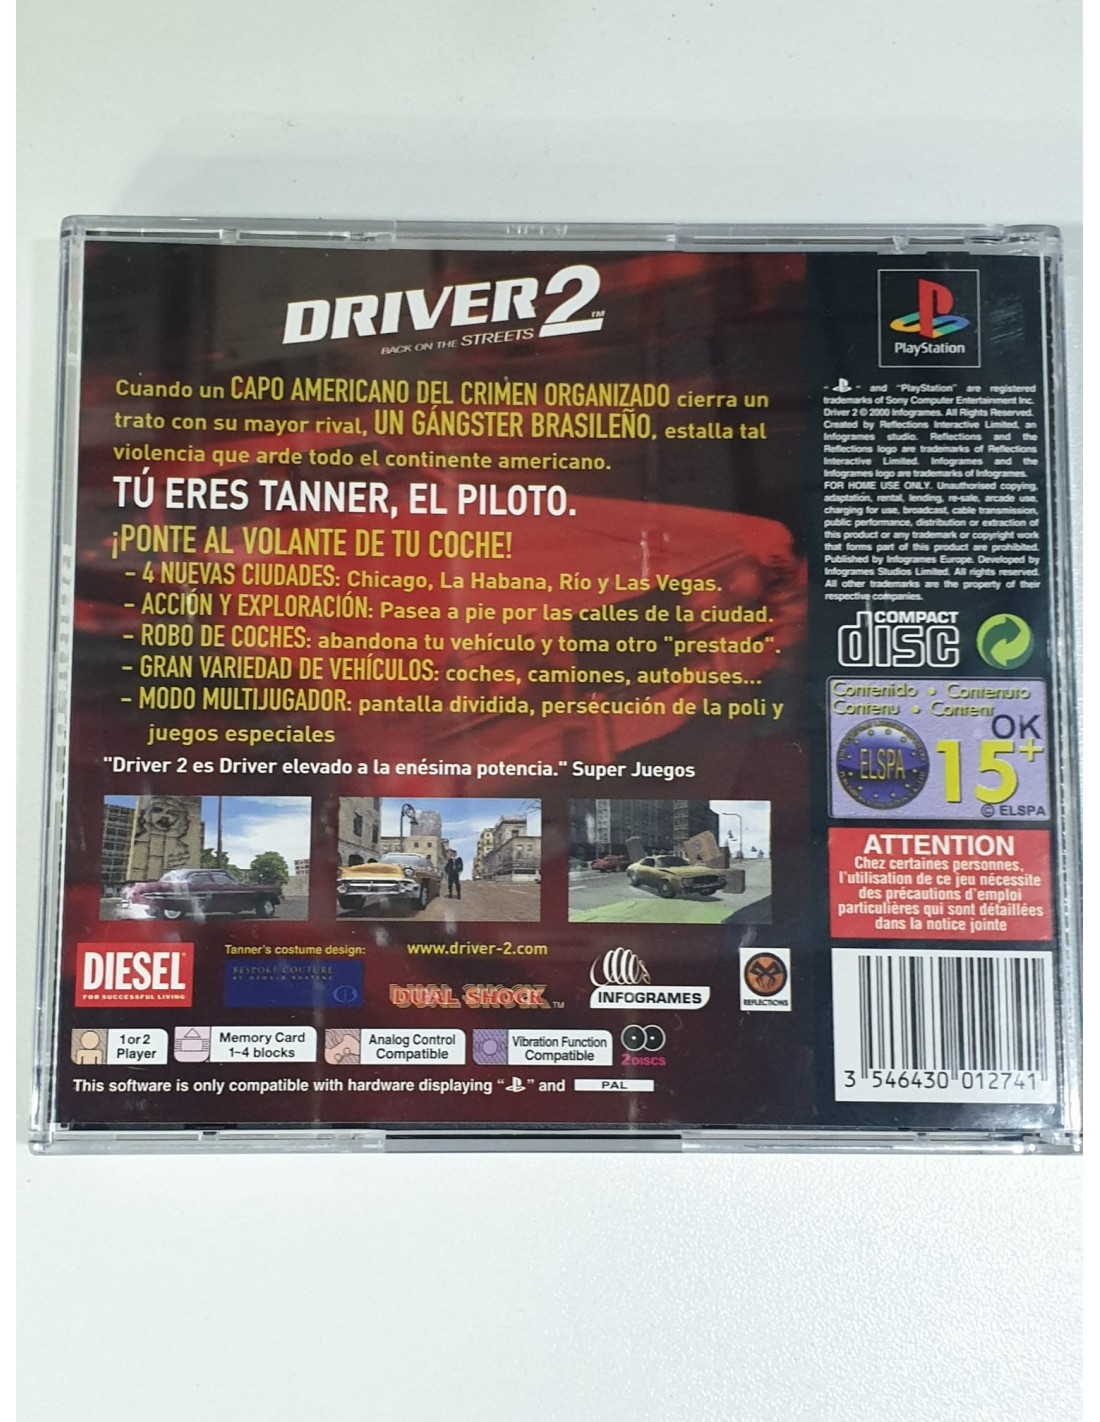 DRIVER 2™
BACK ON THE STREETS
Cuando un CAPO AMERICANO DEL CRIMEN ORGANIZADO cierra un
trato con su mayor rival, UN GÁNGSTER BRASILEÑO, estalla tal
violencia que arde todo el continente americano.
TÚ ERES TANNER, EL PILOTO.
¡PONTE AL VOLANTE DE TU COCHE!
- 4 NUEVAS CIUDADES: Chicago, La Habana, Río y Las Vegas.
- ACCIÓN Y EXPLORACIÓN: Pasea a pie por las calles de la ciudad.
- ROBO DE COCHES: abandona tu vehículo y toma otro "prestado".
- GRAN VARIEDAD DE VEHÍCULOS: coches, camiones, autobuses...
- MODO MULTIJUGADOR: pantalla dividida, persecución de la poli y
juegos especiales
"Driver 2 es Driver elevado a la enésima potencia." Super Juegos
DIESEL
FOR SUCCESSFUL LIVING
Tanner's costume design:
BESPOKE COUTURE
www.driver-2.com
DUAL SHOCK™
INFOGRAMES
REFLECTIONS
1 or 2
Player
Memory Card
1~4 blocks
Analog Control
Compatible
Vibration Function
Compatible
2 DISCS
This software is only compatible with hardware displaying " " and PAL
PlayStation
" " and "PlayStation" are registered
trademarks of Sony Computer Entertainment Inc.
Driver 2 © 2000 Infogrames. All Rights Reserved.
Created by Reflections Interactive Limited, an
Infogrames studio. Reflections and the
Reflections logo are trademarks of Reflections
Interactive Limited. Infogrames and the
Infogrames logo are trademarks of Infogrames.
FOR HOME USE ONLY. Unauthorised copying,
adaptation, rental, lending, re-sale, arcade use,
charging for use, broadcast, cable transmission,
public performance, distribution or extraction of
this product or any trademark or copyright work
that forms part of this product are prohibited.
Published by Infogrames Europe. Developed by
Infogrames Studios Limited. All rights reserved.
All other trademarks are the property of their
respective companies.
COMPACT
disc
Contenido • Contenuto
Contenu • Content
OK
ELSPA
15+
© ELSPA
ATTENTION
Chez certaines personnes,
l'utilisation de ce jeu nécessite
des précautions d'emploi
particulières qui sont détaillées
dans la notice jointe
3 546430 012741